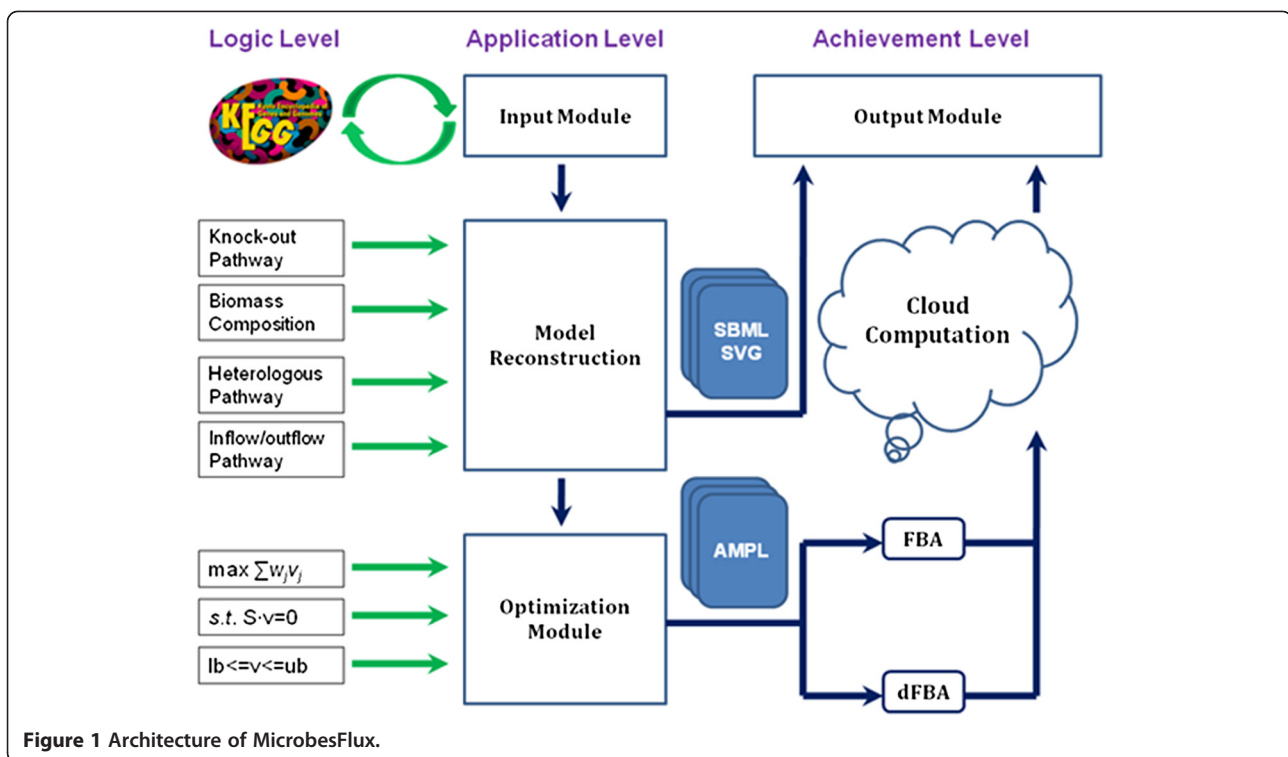 Logic Level
Application Level
Achievement Level
KEGG
Input Module
Output Module
Knock-out
Pathway
Biomass
Composition
Heterologous
Pathway
Inflow/outflow
Pathway
Model
Reconstruction
SBML
SVG
Cloud
Computation
max ∑wⱼvⱼ
s.t. S·v=0
lb<=v<=ub
Optimization
Module
AMPL
FBA
dFBA
Figure 1 Architecture of MicrobesFlux.